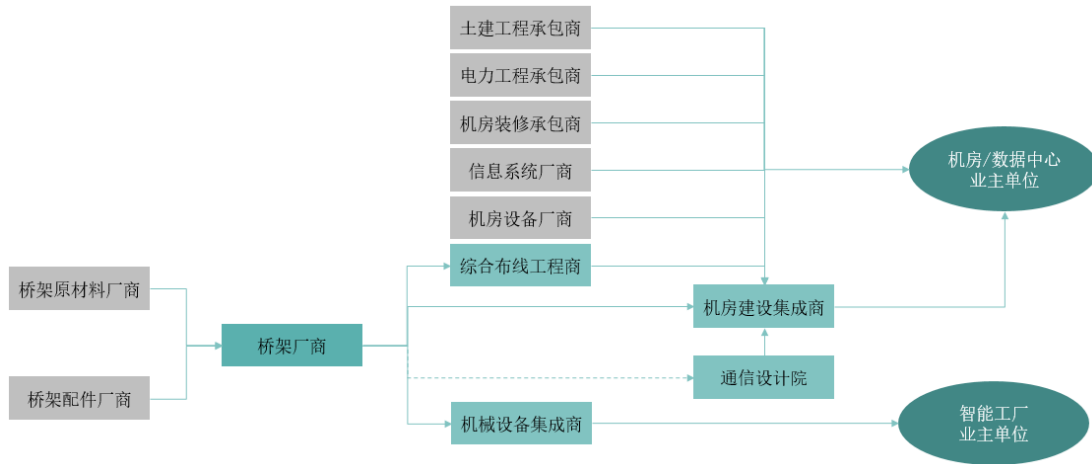 土建工程承包商
电力工程承包商
机房装修承包商
信息系统厂商
机房设备厂商
综合布线工程商
机房/数据中心
业主单位
桥架原材料厂商
桥架厂商
桥架配件厂商
机房建设集成商
通信设计院
机械设备集成商
智能工厂
业主单位